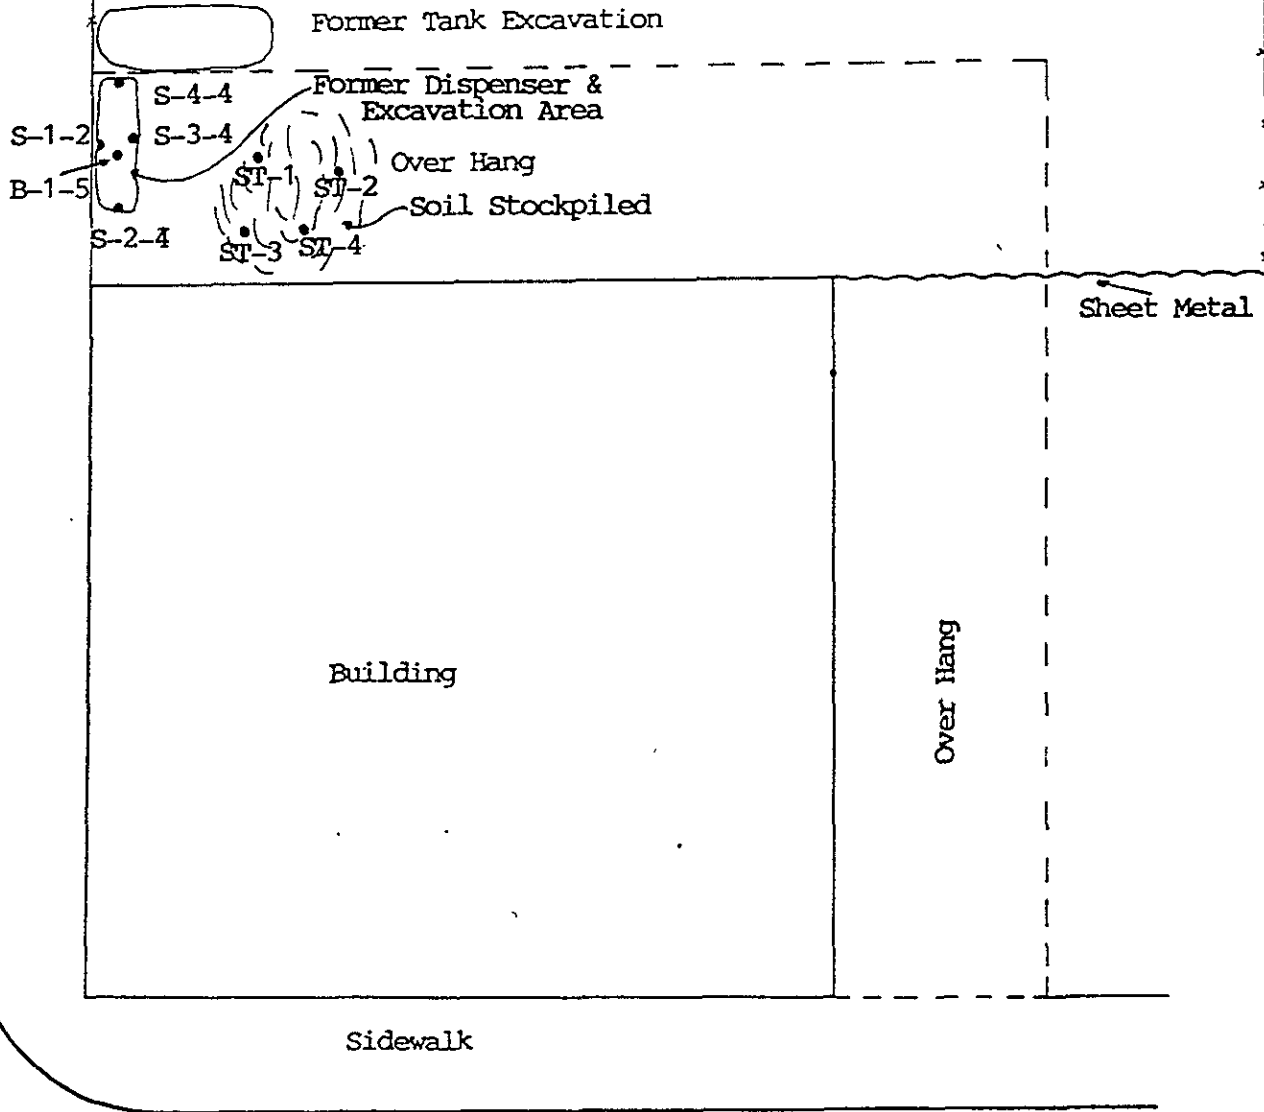 Former Tank Excavation
Former Dispenser &
Excavation Area
S-4-4
S-1-2
S-3-4
B-1-5
S-2-4
ST-1
ST-2
Over Hang
Soil Stockpiled
ST-3
ST-4
Sheet Metal
Building
Over Hang
Sidewalk